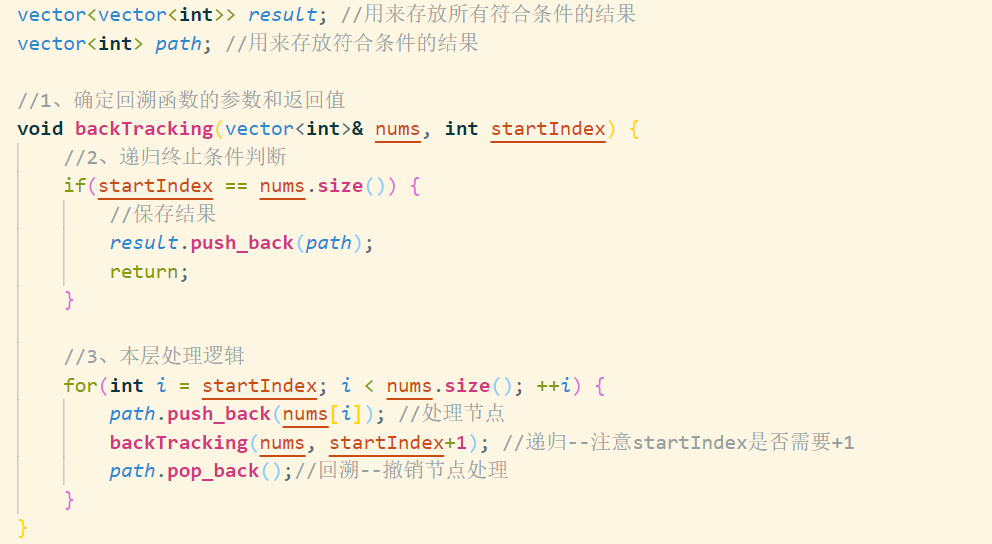 vector<vector<int>> result; //用来存放所有符合条件的结果
vector<int> path; //用来存放符合条件的结果
//1、确定回溯函数的参数和返回值
void backTracking(vector<int>& nums, int startIndex) {
//2、递归终止条件判断
if(startIndex == nums.size()) {
//保存结果
result.push_back(path);
return;
}
//3、本层处理逻辑
for(int i = startIndex; i < nums.size(); ++i) {
path.push_back(nums[i]); //处理节点
backTracking(nums, startIndex+1); //递归--注意startIndex是否需要+1
path.pop_back();//回溯--撤销节点处理
}
}